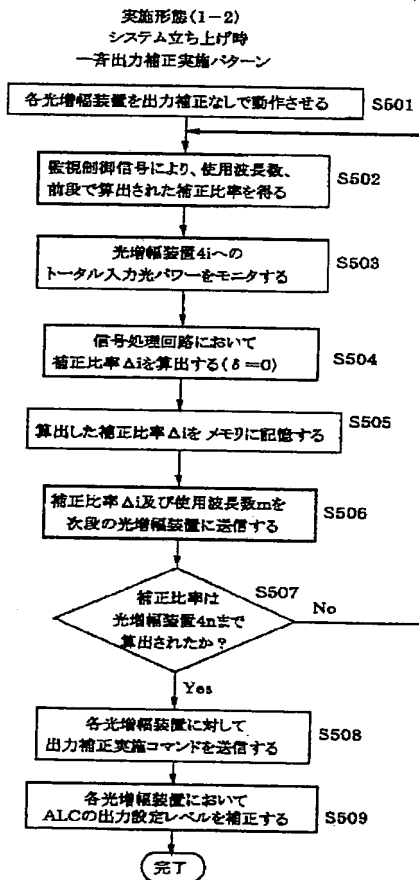 実施形態(1-2)
システム立ち上げ時
一斉出力補正実施パターン
各光増幅装置を出力補正なしで動作させる
S501
監視制御信号により、使用波長数、
前段で算出された補正比率を得る
S502
光増幅装置4iへの
トータル入力光パワーをモニタする
S503
信号処理回路において
補正比率Δiを算出する(δ=0)
S504
算出した補正比率Δiをメモリに記憶する
S505
補正比率Δi及び使用波長数mを
次段の光増幅装置に送信する
S506
S507
補正比率は
光増幅装置4nまで
算出されたか?
No
Yes
各光増幅装置に対して
出力補正実施コマンドを送信する
S508
各光増幅装置において
ALCの出力設定レベルを補正する
S509
完了